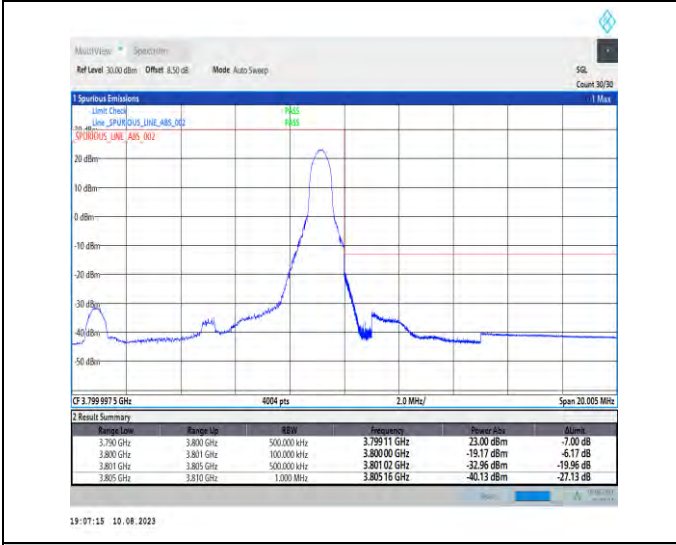 MultiView Spectrum
Ref Level 30.00 dBm Offset 8.50 dB Mode Auto Sweep SGL
Count 30/30
1 Spurious Emissions 1 Max
Limit Check PASS
Line _SPURIOUS_LINE_ABS_002 PASS
_SPURIOUS_LINE_ABS_002
20 dBm
10 dBm
0 dBm
-10 dBm
-20 dBm
-30 dBm
-40 dBm
-50 dBm
CF 3.799 997 5 GHz 4004 pts 2.0 MHz/ Span 20.005 MHz
2 Result Summary
Range Low Range Up RBW Frequency Power Abs ΔLimit
3.790 GHz 3.800 GHz 500.000 kHz 3.799 11 GHz 23.00 dBm -7.00 dB
3.800 GHz 3.801 GHz 100.000 kHz 3.800 00 GHz -19.17 dBm -6.17 dB
3.801 GHz 3.805 GHz 500.000 kHz 3.801 02 GHz -32.96 dBm -19.96 dB
3.805 GHz 3.810 GHz 1.000 MHz 3.805 16 GHz -40.13 dBm -27.13 dB
19:07:15 10.08.2023